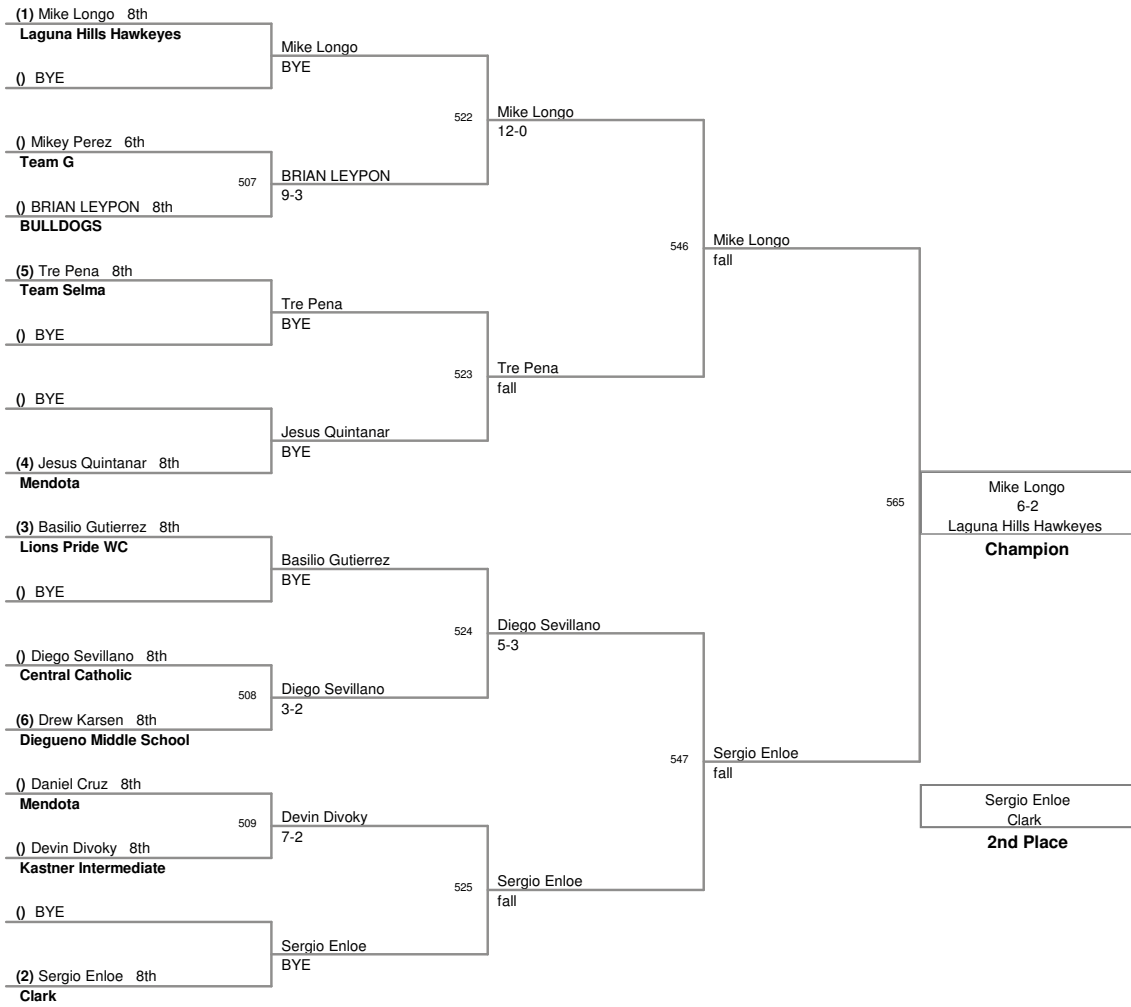 (1) Mike Longo 8th
Laguna Hills Hawkeyes
() BYE
() Mikey Perez 6th
Team G
() BRIAN LEYPON 8th
BULLDOGS
(5) Tre Pena 8th
Team Selma
() BYE
() BYE
(4) Jesus Quintanar 8th
Mendota
(3) Basilio Gutierrez 8th
Lions Pride WC
() BYE
() Diego Sevillano 8th
Central Catholic
(6) Drew Karsen 8th
Diegueno Middle School
() Daniel Cruz 8th
Mendota
() Devin Divoky 8th
Kastner Intermediate
() BYE
(2) Sergio Enloe 8th
Clark
Mike Longo
BYE
507
BRIAN LEYPON
9-3
Tre Pena
BYE
Jesus Quintanar
BYE
Basilio Gutierrez
BYE
508
Diego Sevillano
3-2
509
Devin Divoky
7-2
Sergio Enloe
BYE
522
Mike Longo
12-0
523
Tre Pena
fall
524
Diego Sevillano
5-3
525
Sergio Enloe
fall
546
Mike Longo
fall
547
Sergio Enloe
fall
565
Mike Longo
6-2
Laguna Hills Hawkeyes
Champion
Sergio Enloe
Clark
2nd Place